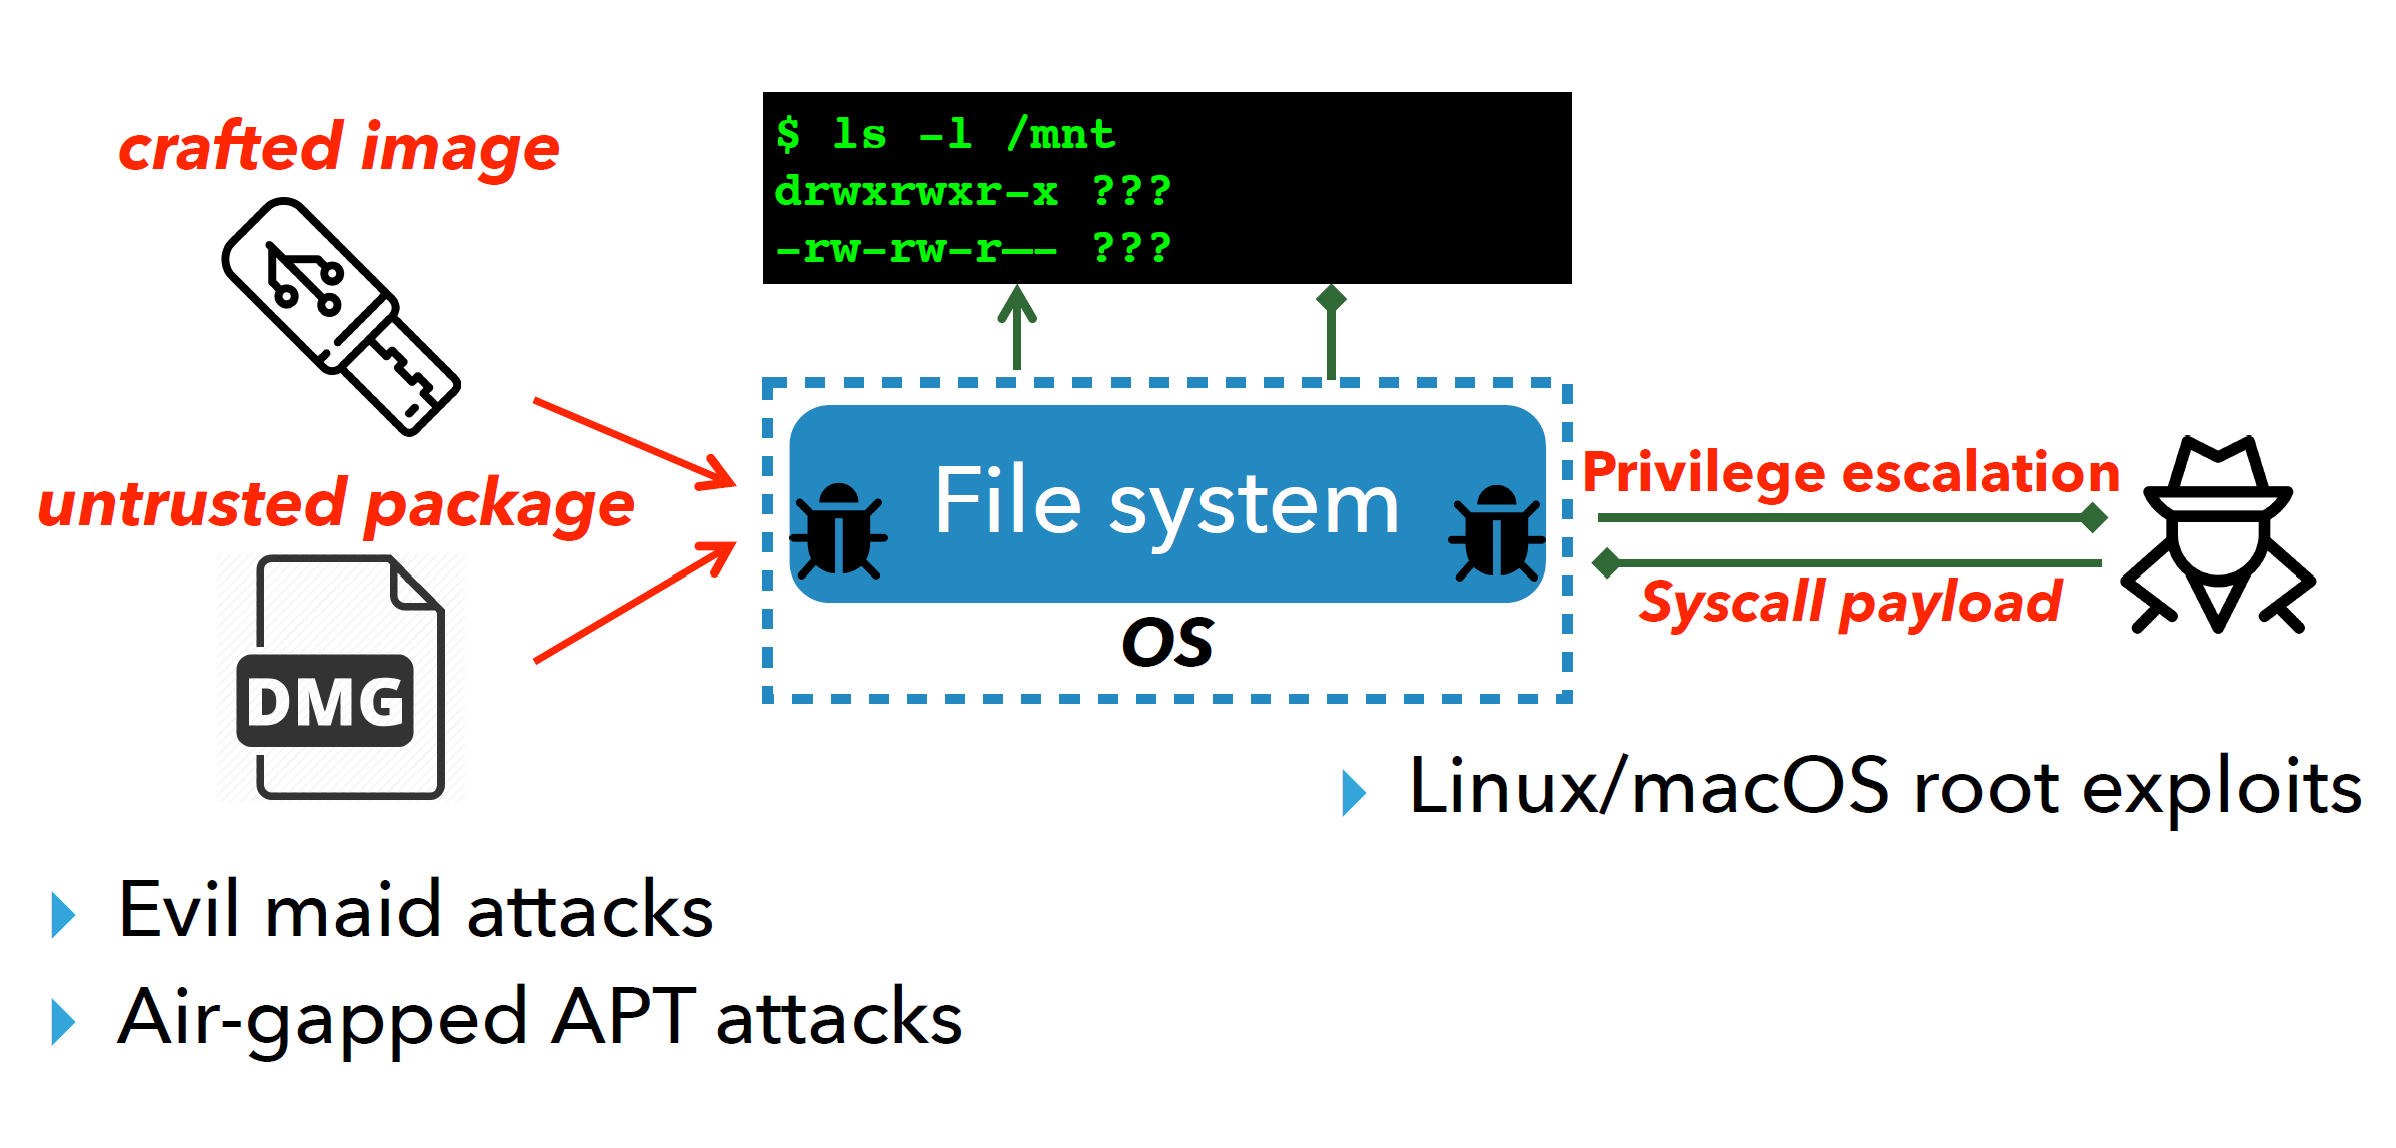 crafted image
$ ls -l /mnt
drwxrwxr-x ???
-rw-rw-r-- ???
untrusted package
DMG
File system
OS
Privilege escalation
Syscall payload
Linux/macOS root exploits
Evil maid attacks
Air-gapped APT attacks